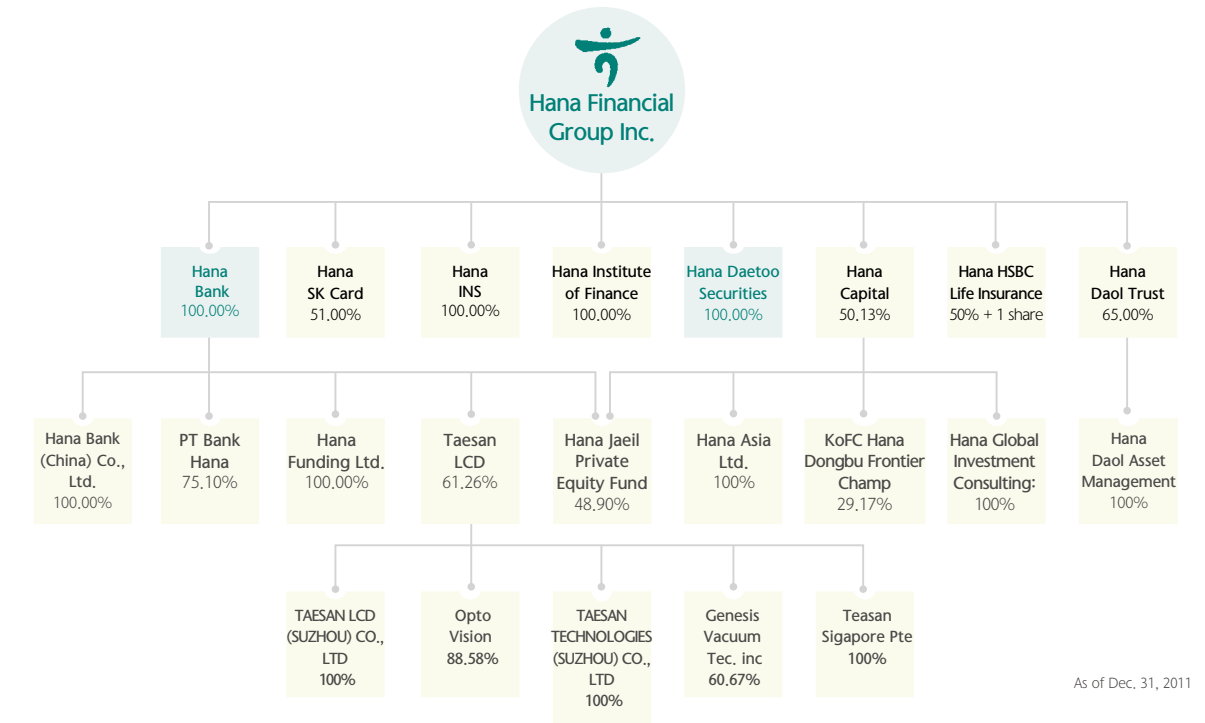 Hana Financial
Group Inc.
Hana
Bank
100.00%
Hana
SK Card
51.00%
Hana
INS
100.00%
Hana Institute
of Finance
100.00%
Hana Daetoo
Securities
100.00%
Hana
Capital
50.13%
Hana HSBC
Life Insurance
50% + 1 share
Hana
Daol Trust
65.00%
Hana Bank
(China) Co.,
Ltd.
100.00%
PT Bank
Hana
75.10%
Hana
Funding Ltd.
100.00%
Taesan
LCD
61.26%
Hana Jaeil
Private
Equity Fund
48.90%
Hana Asia
Ltd.
100%
KoFC Hana
Dongbu Frontier
Champ
29.17%
Hana Global
Investment
Consulting:
100%
Hana
Daol Asset
Management
100%
TAESAN LCD
(SUZHOU) CO.,
LTD
100%
Opto
Vision
88.58%
TAESAN
TECHNOLOGIES
(SUZHOU) CO.,
LTD
100%
Genesis
Vacuum
Tec. inc
60.67%
Teasan
Sigapore Pte
100%
As of Dec. 31, 2011